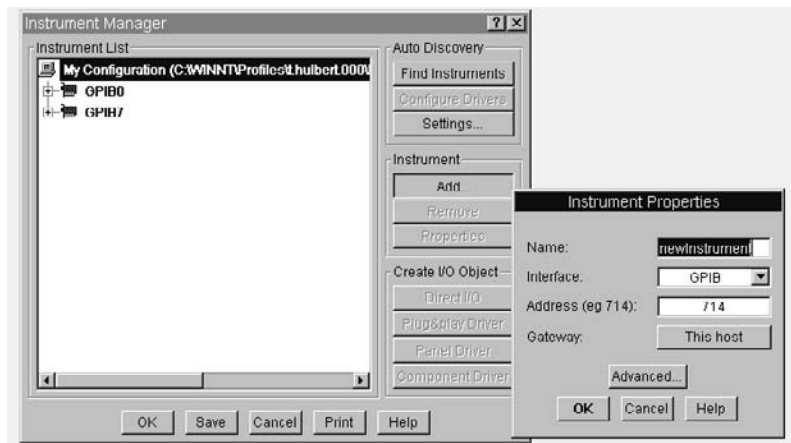 Instrument Manager
Instrument List
My Configuration (C:\WINNT\Profiles\t.hulbert.000\
GPIB0
GPIH7
Auto Discovery
Find Instruments
Configure Drivers
Settings...
Instrument
Add...
Remove
Properties
Create I/O Object
Direct I/O
Plug&play Driver
Panel Driver
Component Driver
OK Save Cancel Print Help
Instrument Properties
Name: newInstrument
Interface: GPIB
Address (eg 714): 714
Gateway: This host
Advanced...
OK Cancel Help